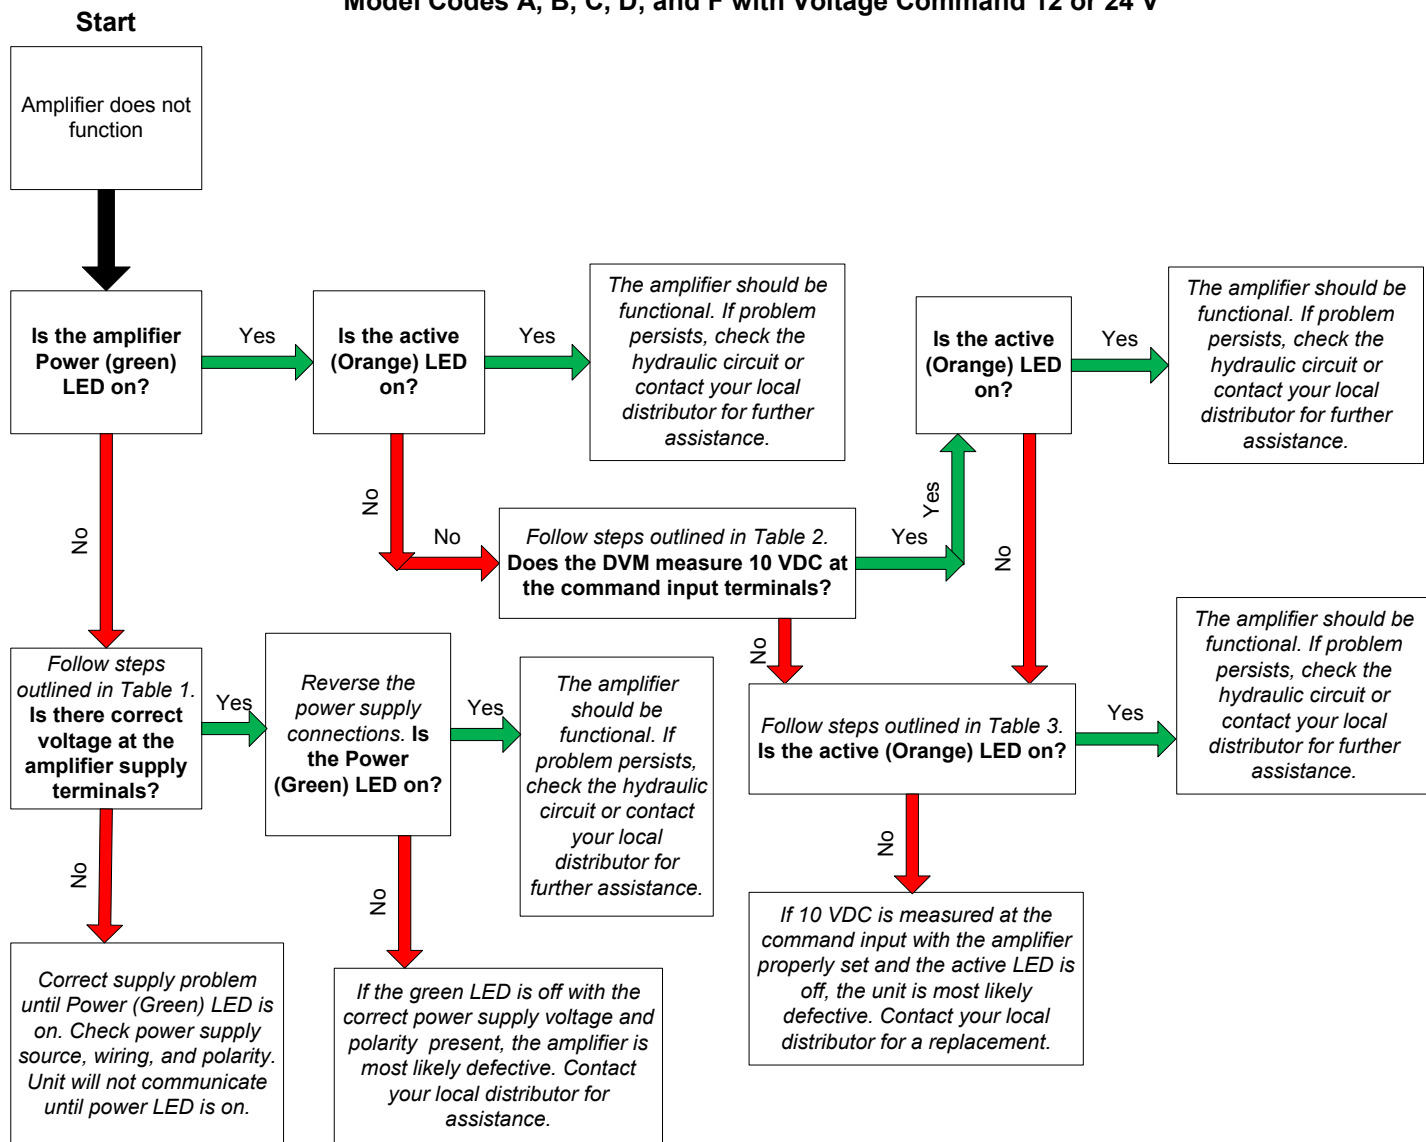 Model Codes A, B, C, D, and F with Voltage Command 12 or 24 V
Start
Amplifier does not
function
Is the amplifier
Power (green)
LED on?
Yes
Is the active
(Orange) LED
on?
Yes
The amplifier should be
functional. If problem
persists, check the
hydraulic circuit or
contact your local
distributor for further
assistance.
Is the active
(Orange) LED
on?
Yes
The amplifier should be
functional. If problem
persists, check the
hydraulic circuit or
contact your local
distributor for further
assistance.
No
No
No
Follow steps outlined in Table 2.
Does the DVM measure 10 VDC at
the command input terminals?
Yes
Yes
No
No
Follow steps
outlined in Table 1.
Is there correct
voltage at the
amplifier supply
terminals?
Yes
Reverse the
power supply
connections. Is
the Power
(Green) LED on?
Yes
The amplifier
should be
functional. If
problem persists,
check the hydraulic
circuit or contact
your local
distributor for
further assistance.
Follow steps outlined in Table 3.
Is the active (Orange) LED on?
Yes
The amplifier should be
functional. If problem
persists, check the
hydraulic circuit or
contact your local
distributor for further
assistance.
No
No
No
Correct supply problem
until Power (Green) LED is
on. Check power supply
source, wiring, and polarity.
Unit will not communicate
until power LED is on.
If the green LED is off with the
correct power supply voltage and
polarity present, the amplifier is
most likely defective. Contact
your local distributor for
assistance.
If 10 VDC is measured at the
command input with the amplifier
properly set and the active LED is
off, the unit is most likely
defective. Contact your local
distributor for a replacement.